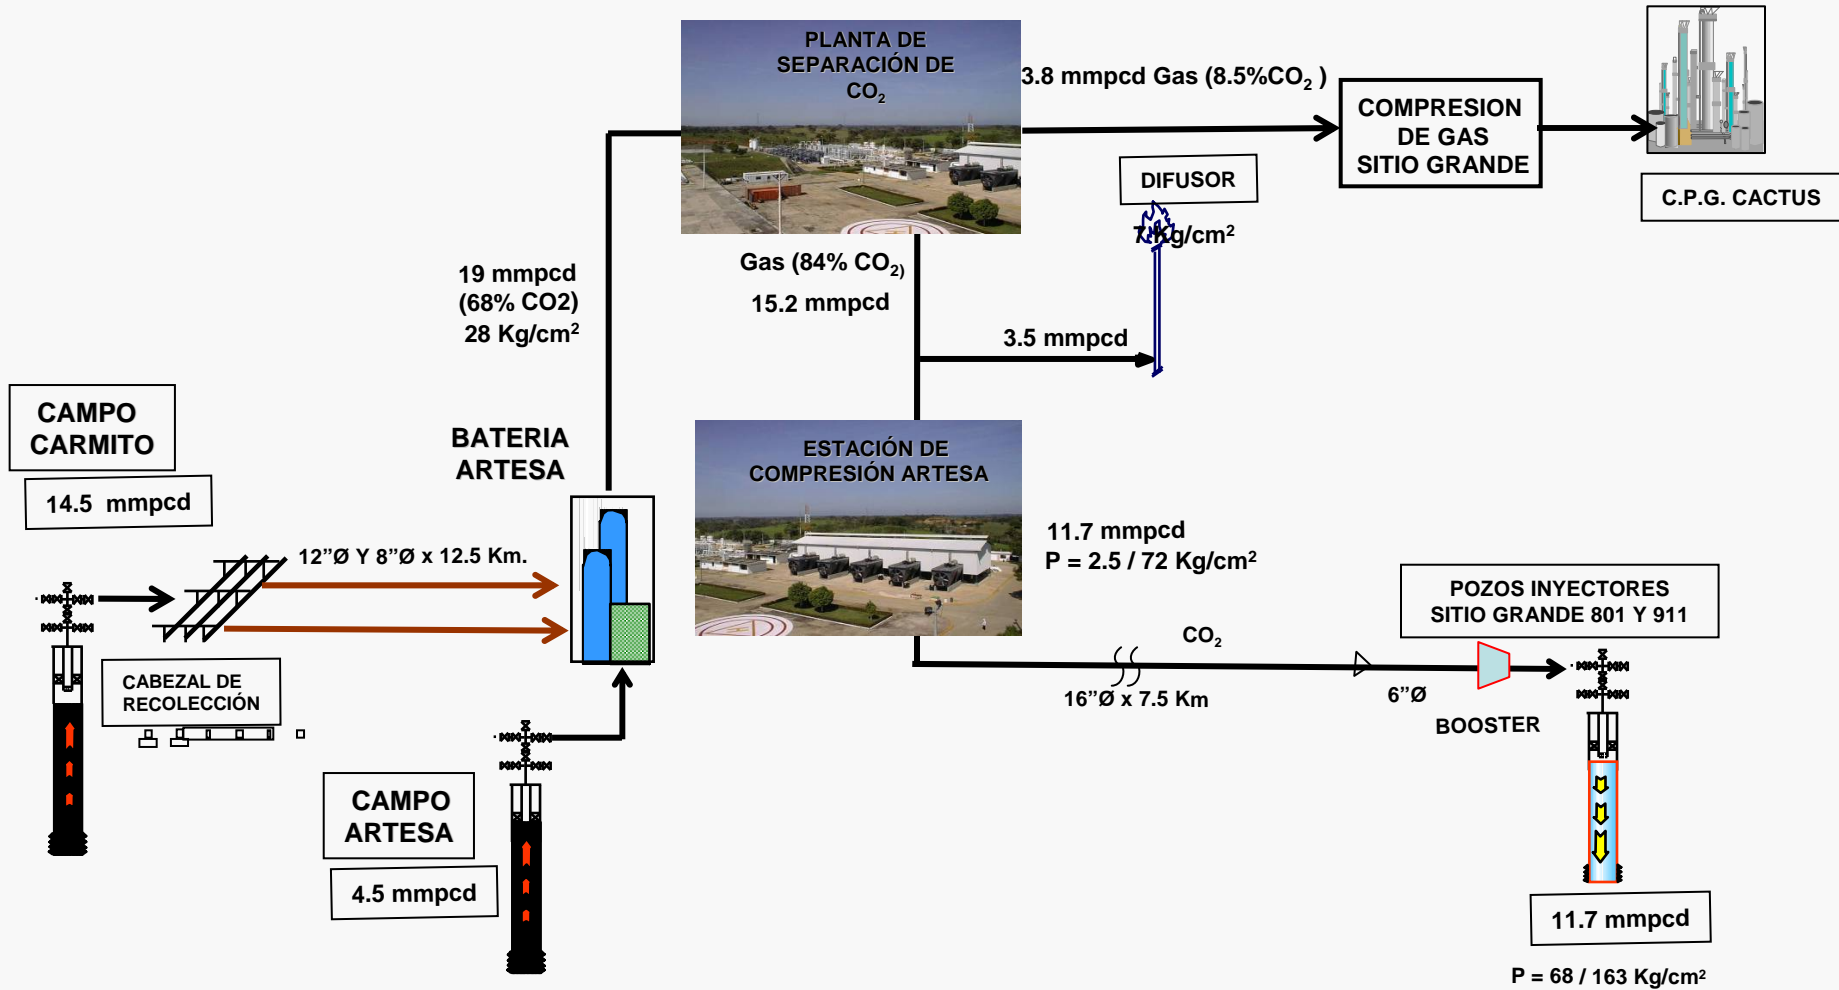 PLANTA DE
SEPARACIÓN DE
CO₂
3.8 mmpcd Gas (8.5%CO₂ )
COMPRESION
DE GAS
SITIO GRANDE
C.P.G. CACTUS
DIFUSOR
7 Kg/cm²
Gas (84% CO₂)
15.2 mmpcd
19 mmpcd
(68% CO2)
28 Kg/cm²
3.5 mmpcd
CAMPO
CARMITO
14.5 mmpcd
BATERIA
ARTESA
ESTACIÓN DE
COMPRESIÓN ARTESA
11.7 mmpcd
P = 2.5 / 72 Kg/cm²
12”Ø Y 8”Ø x 12.5 Km.
POZOS INYECTORES
SITIO GRANDE 801 Y 911
CO₂
16”Ø x 7.5 Km
6”Ø
BOOSTER
CABEZAL DE
RECOLECCIÓN
CAMPO
ARTESA
4.5 mmpcd
11.7 mmpcd
P = 68 / 163 Kg/cm²